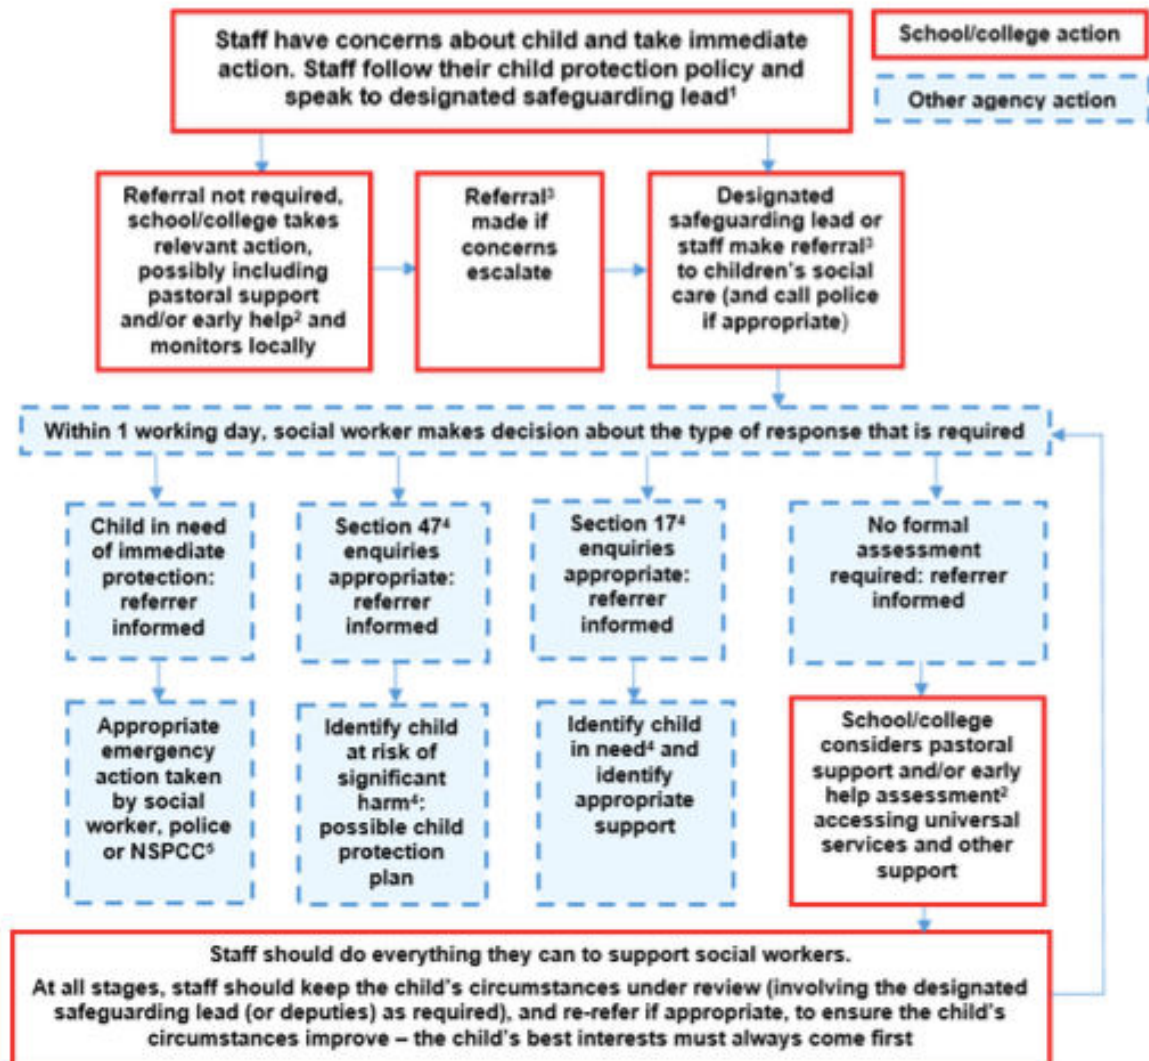 Staff have concerns about child and take immediate
action. Staff follow their child protection policy and
speak to designated safeguarding lead¹
School/college action
Other agency action
Referral not required,
school/college takes
relevant action,
possibly including
pastoral support
and/or early help² and
monitors locally
Referral³
made if
concerns
escalate
Designated
safeguarding lead or
staff make referral³
to children's social
care (and call police
if appropriate)
Within 1 working day, social worker makes decision about the type of response that is required
Child in need
of immediate
protection:
referrer
informed
Section 47⁴
enquiries
appropriate:
referrer
informed
Section 17⁴
enquiries
appropriate:
referrer
informed
No formal
assessment
required: referrer
informed
Appropriate
emergency
action taken
by social
worker, police
or NSPCC⁵
Identify child
at risk of
significant
harm⁴:
possible child
protection
plan
Identify child
in need⁴ and
identify
appropriate
support
School/college
considers pastoral
support and/or early
help assessment²
accessing universal
services and other
support
Staff should do everything they can to support social workers.
At all stages, staff should keep the child's circumstances under review (involving the designated
safeguarding lead (or deputies) as required), and re-refer if appropriate, to ensure the child's
circumstances improve – the child's best interests must always come first